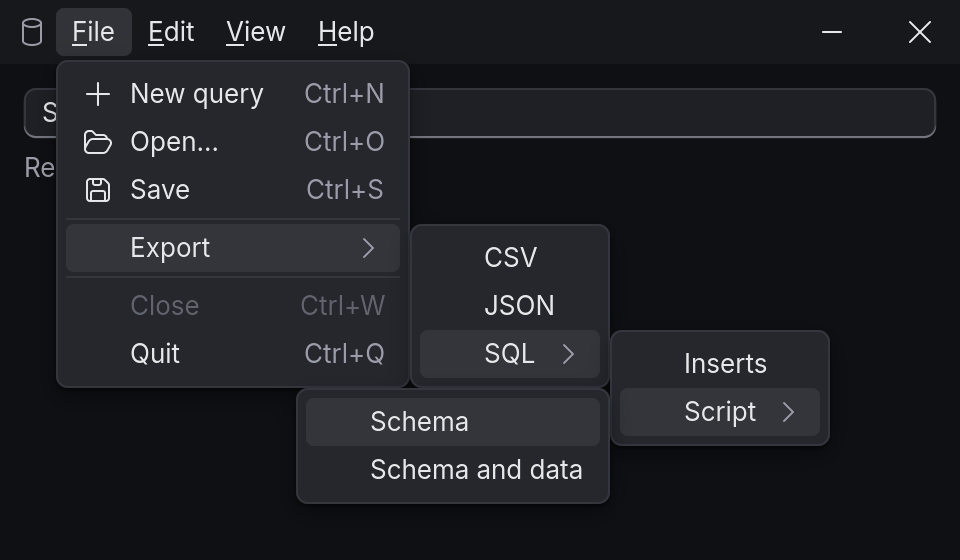 File Edit View Help
New query Ctrl+N
Open... Ctrl+O
Save Ctrl+S
Export
Close Ctrl+W
Quit Ctrl+Q
CSV
JSON
SQL
Inserts
Script
Schema
Schema and data